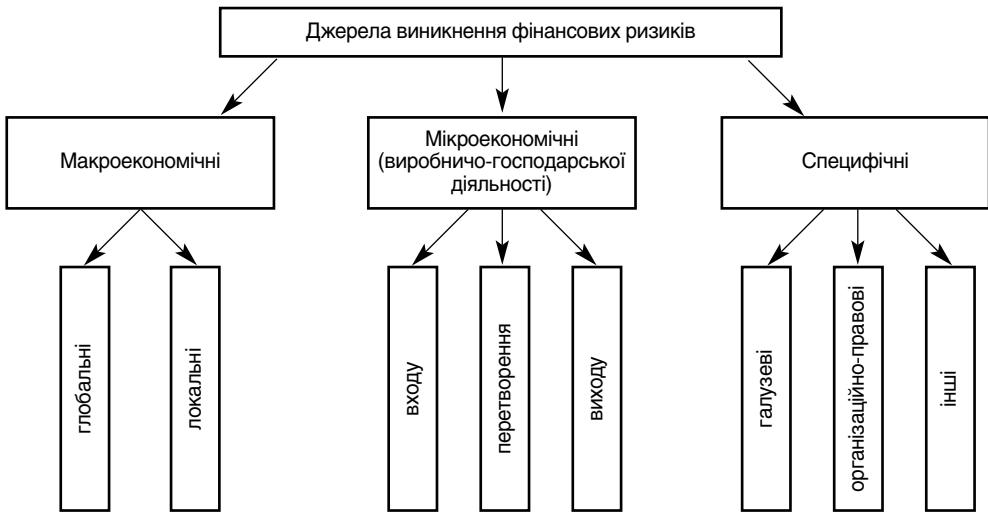 Джерела виникнення фінансових ризиків
Макроекономічні
Мікроекономічні
(виробничо-господарської
діяльності)
Специфічні
глобальні
локальні
входу
перетворення
виходу
галузеві
організаційно-правові
інші